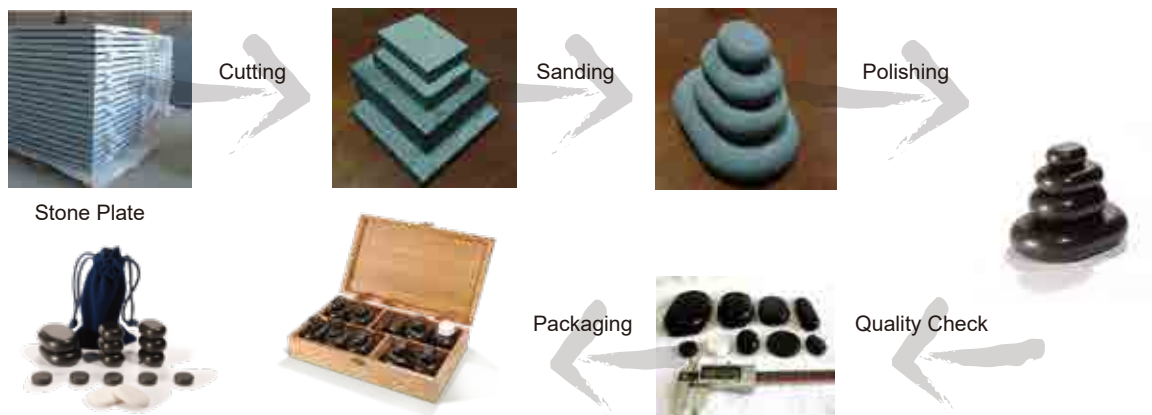 Cutting
Sanding
Polishing
Stone Plate
Packaging
Quality Check